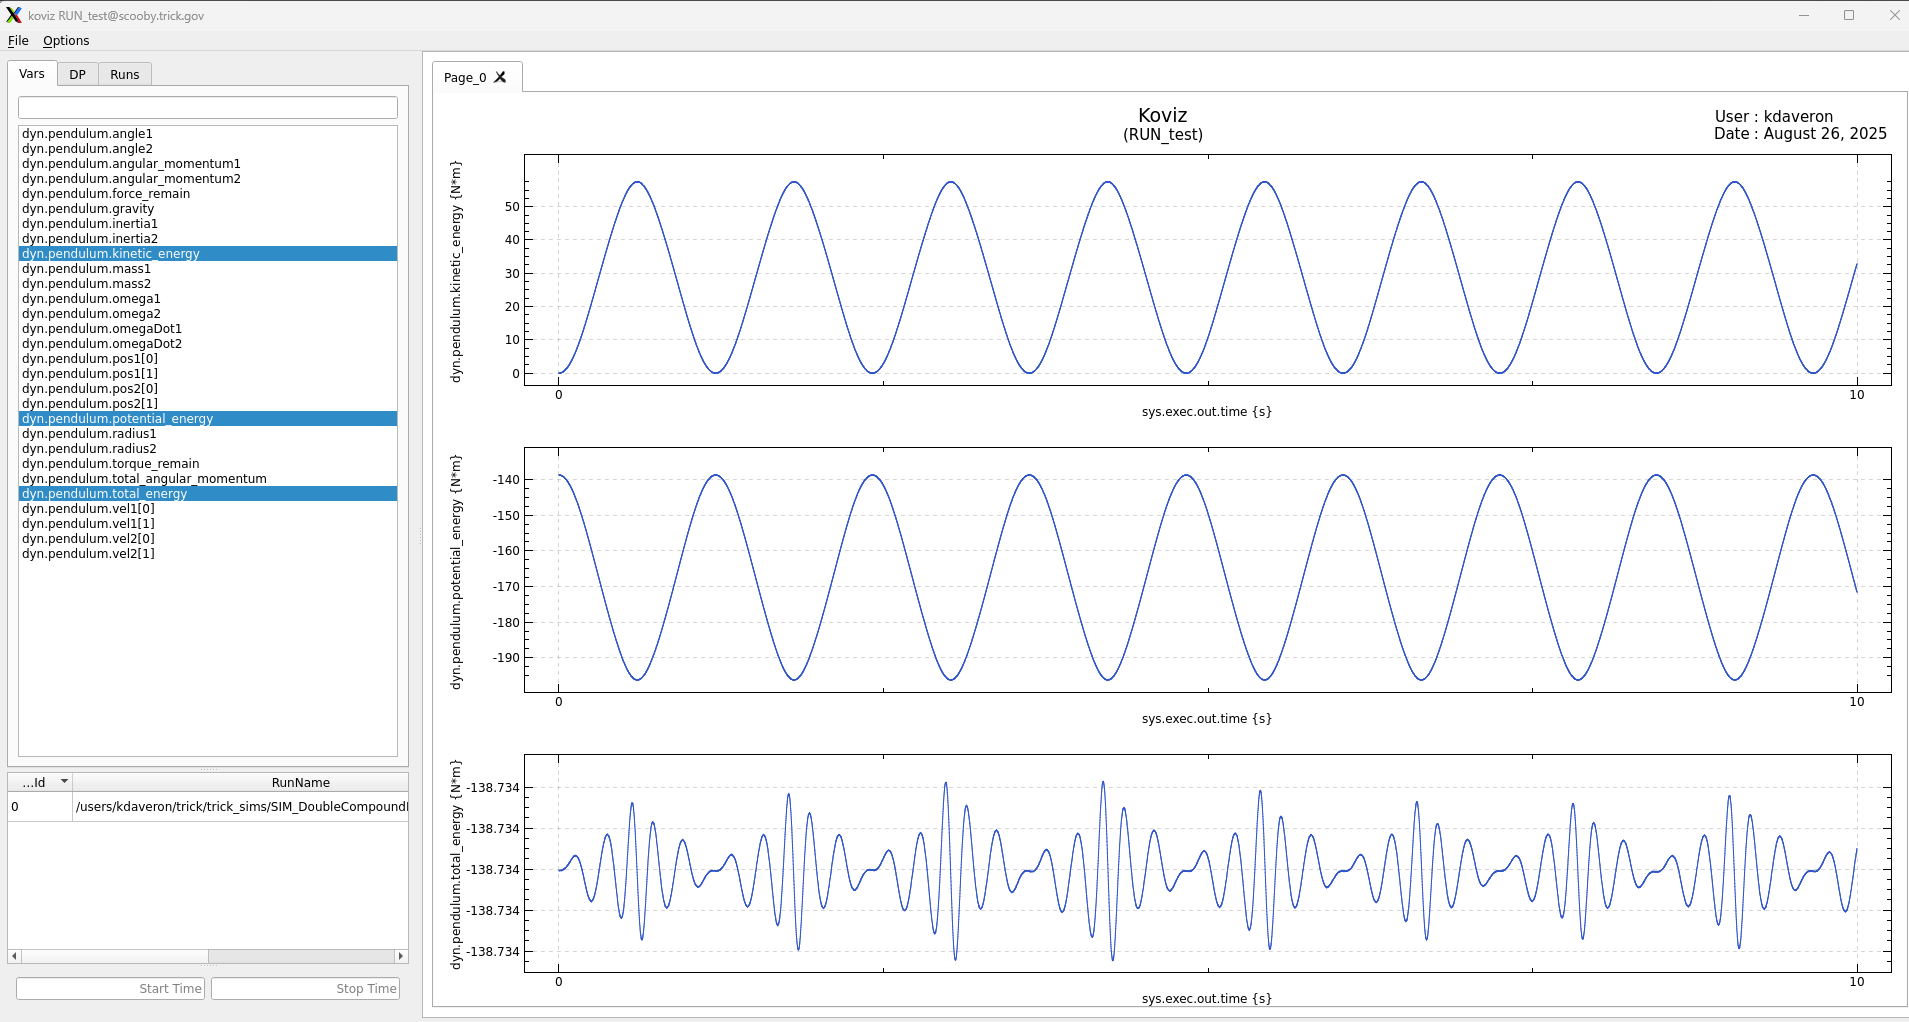 koviz RUN_test@scooby.trick.gov
File Options
Vars DP Runs
dyn.pendulum.angle1
dyn.pendulum.angle2
dyn.pendulum.angular_momentum1
dyn.pendulum.angular_momentum2
dyn.pendulum.force_remain
dyn.pendulum.gravity
dyn.pendulum.inertia1
dyn.pendulum.inertia2
dyn.pendulum.kinetic_energy
dyn.pendulum.mass1
dyn.pendulum.mass2
dyn.pendulum.omega1
dyn.pendulum.omega2
dyn.pendulum.omegaDot1
dyn.pendulum.omegaDot2
dyn.pendulum.pos1[0]
dyn.pendulum.pos1[1]
dyn.pendulum.pos2[0]
dyn.pendulum.pos2[1]
dyn.pendulum.potential_energy
dyn.pendulum.radius1
dyn.pendulum.radius2
dyn.pendulum.torque_remain
dyn.pendulum.total_angular_momentum
dyn.pendulum.total_energy
dyn.pendulum.vel1[0]
dyn.pendulum.vel1[1]
dyn.pendulum.vel2[0]
dyn.pendulum.vel2[1]
...Id RunName
0 /users/kdaveron/trick/trick_sims/SIM_DoubleCompound
Start Time Stop Time
Page_0
Koviz
(RUN_test)
User : kdaveron
Date : August 26, 2025
dyn.pendulum.kinetic_energy {N*m}
50
40
30
20
10
0
0 10
sys.exec.out.time {s}
dyn.pendulum.potential_energy {N*m}
-140
-150
-160
-170
-180
-190
0 10
sys.exec.out.time {s}
dyn.pendulum.total_energy {N*m}
-138.734
-138.734
-138.734
-138.734
-138.734
0 10
sys.exec.out.time {s}